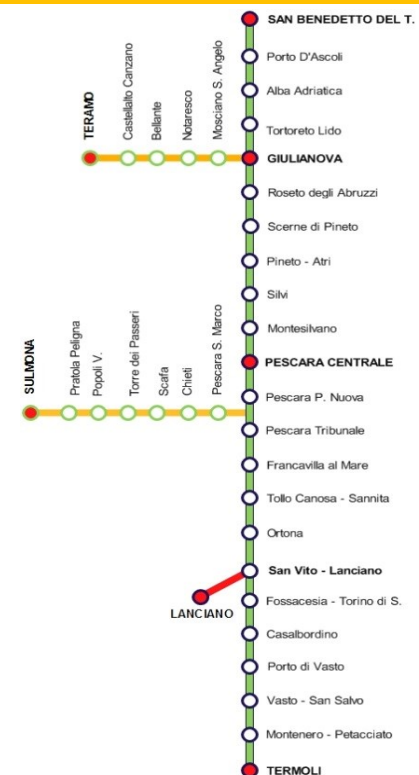 SAN BENEDETTO DEL T.
Porto D'Ascoli
Alba Adriatica
Tortoreto Lido
GIULIANOVA
Mosciano S. Angelo
Notaresco
Bellante
Castellalto Canzano
TERAMO
Roseto degli Abruzzi
Scerne di Pineto
Pineto - Atri
Silvi
Montesilvano
PESCARA CENTRALE
Pescara P. Nuova
Pescara S. Marco
Chieti
Scafa
Torre dei Passeri
Popoli V.
Pratola Peligna
SULMONA
Pescara Tribunale
Francavilla al Mare
Tollo Canosa - Sannita
Ortona
San Vito - Lanciano
LANCIANO
Fossacesia - Torino di S.
Casalbordino
Porto di Vasto
Vasto - San Salvo
Montenero - Petacciato
TERMOLI